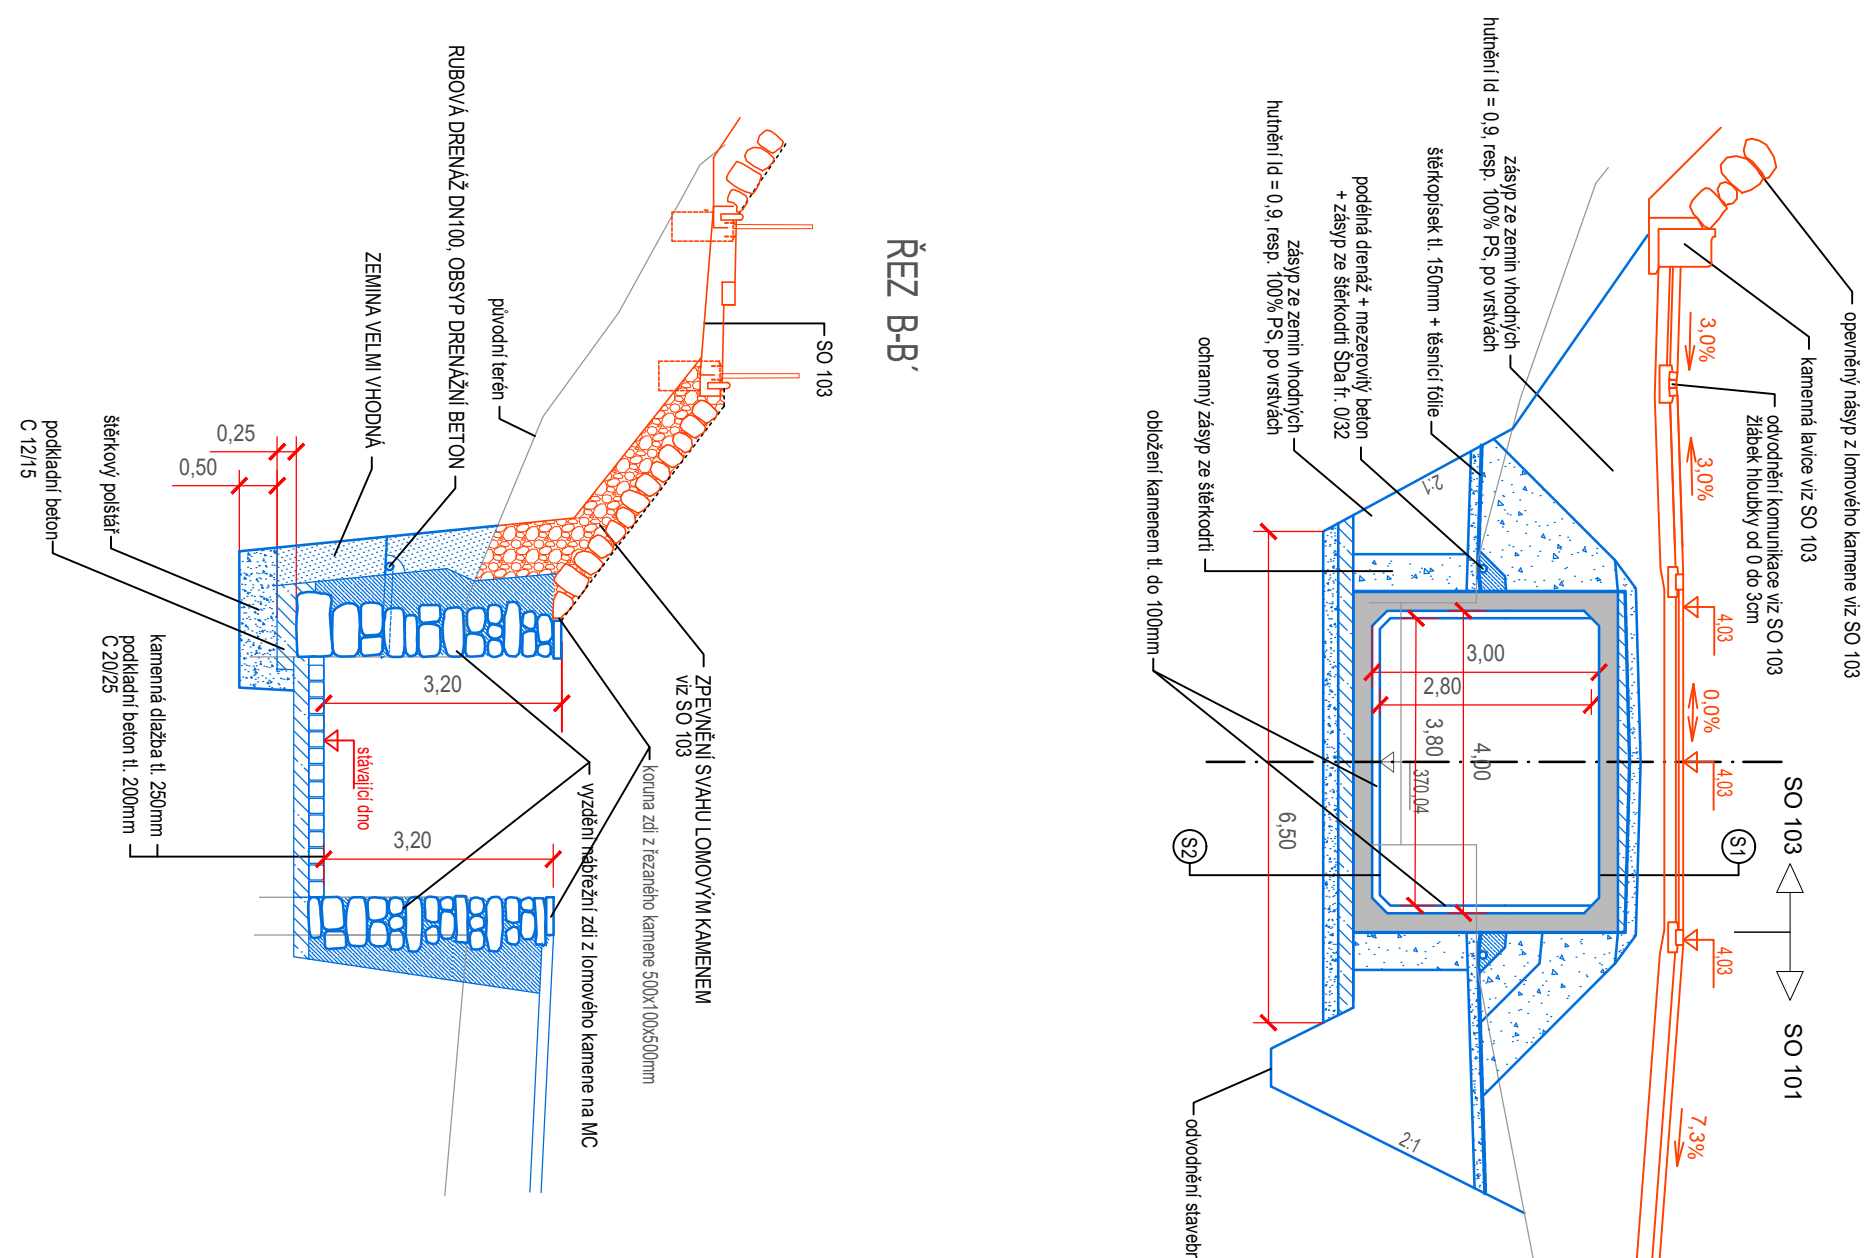 opevněný násyp z lomového kamene viz SO 103
kamenná lavice viz SO 103
odvodnění komunikace viz SO 103
žlábek hloubky od 0 do 3cm
zásyp ze zemin vhodných
hutnění Id = 0,9, resp. 100% PS, po vrstvách
štěrkopísek tl. 150mm + těsnící fólie
podélná drenáž + mezerovitý beton
+ zásyp ze štěrkodrti ŠDa fr. 0/32
zásyp ze zemin vhodných
hutnění Id = 0,9, resp. 100% PS, po vrstvách
ochranný zásyp ze štěrkodrti
obložení kamenem tl. do 100mm
3,0%
3,0%
0,0%
7,3%
4,03
4,03
4,03
SO 103
SO 101
S1
S2
2:1
2:1
3,00
2,80
3,80
4,00
370,04
6,50
odvodnění stavebn
ŘEZ B-B´
SO 103
RUBOVÁ DRENÁŽ DN100, OBSYP DRENÁŽNÍ BETON
původní terén
ZEMINA VELMI VHODNÁ
0,25
0,50
štěrkový polštář
podkladní beton
C 12/15
ZPEVNĚNÍ SVAHU LOMOVÝM KAMENEM
viz SO 103
koruna zdi z řezaného kamene 500x100x500mm
vyzdění nábřežní zdi z lomového kamene na MC
3,20
3,20
stávající dno
kamenná dlažba tl. 250mm
podkladní beton tl. 200mm
C 20/25